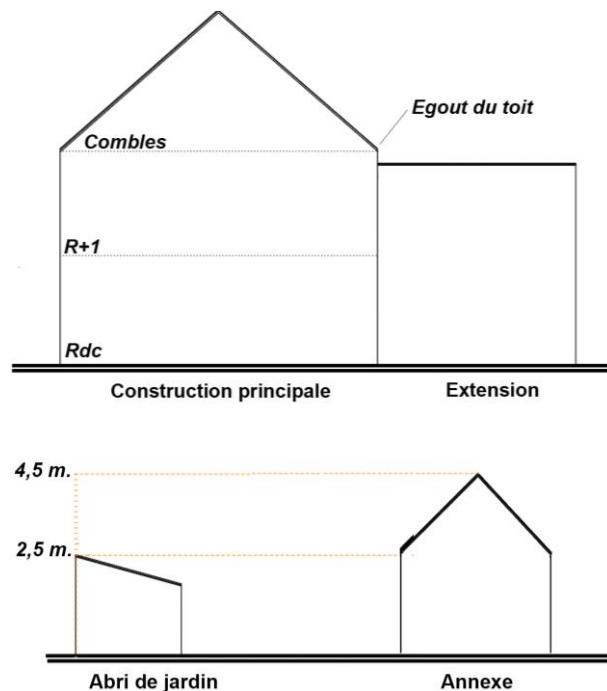 Egout du toit
Combles
R+1
Rdc
Construction principale
Extension
4,5 m.
2,5 m.
Abri de jardin
Annexe